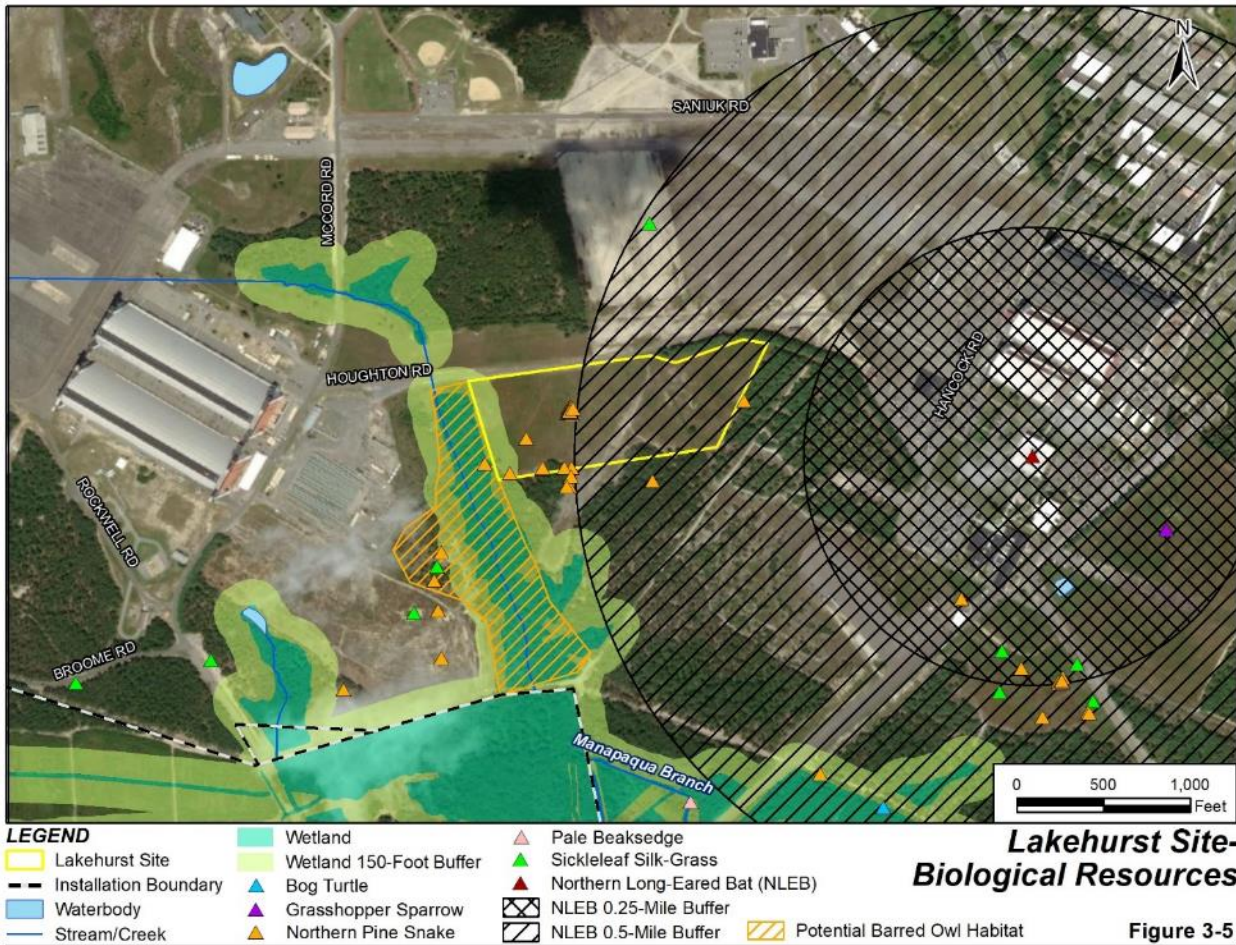 N
SANIUK RD
MCCORD RD
HOUGHTON RD
HANCOCK RD
ROCKWELL RD
BROOME RD
Manapaqua Branch
0 500 1,000
Feet
LEGEND
Lakehurst Site
Installation Boundary
Waterbody
Stream/Creek
Wetland
Wetland 150-Foot Buffer
Bog Turtle
Grasshopper Sparrow
Northern Pine Snake
Pale Beaksedge
Sickleleaf Silk-Grass
Northern Long-Eared Bat (NLEB)
NLEB 0.25-Mile Buffer
NLEB 0.5-Mile Buffer
Potential Barred Owl Habitat
Lakehurst Site-
Biological Resources
Figure 3-5